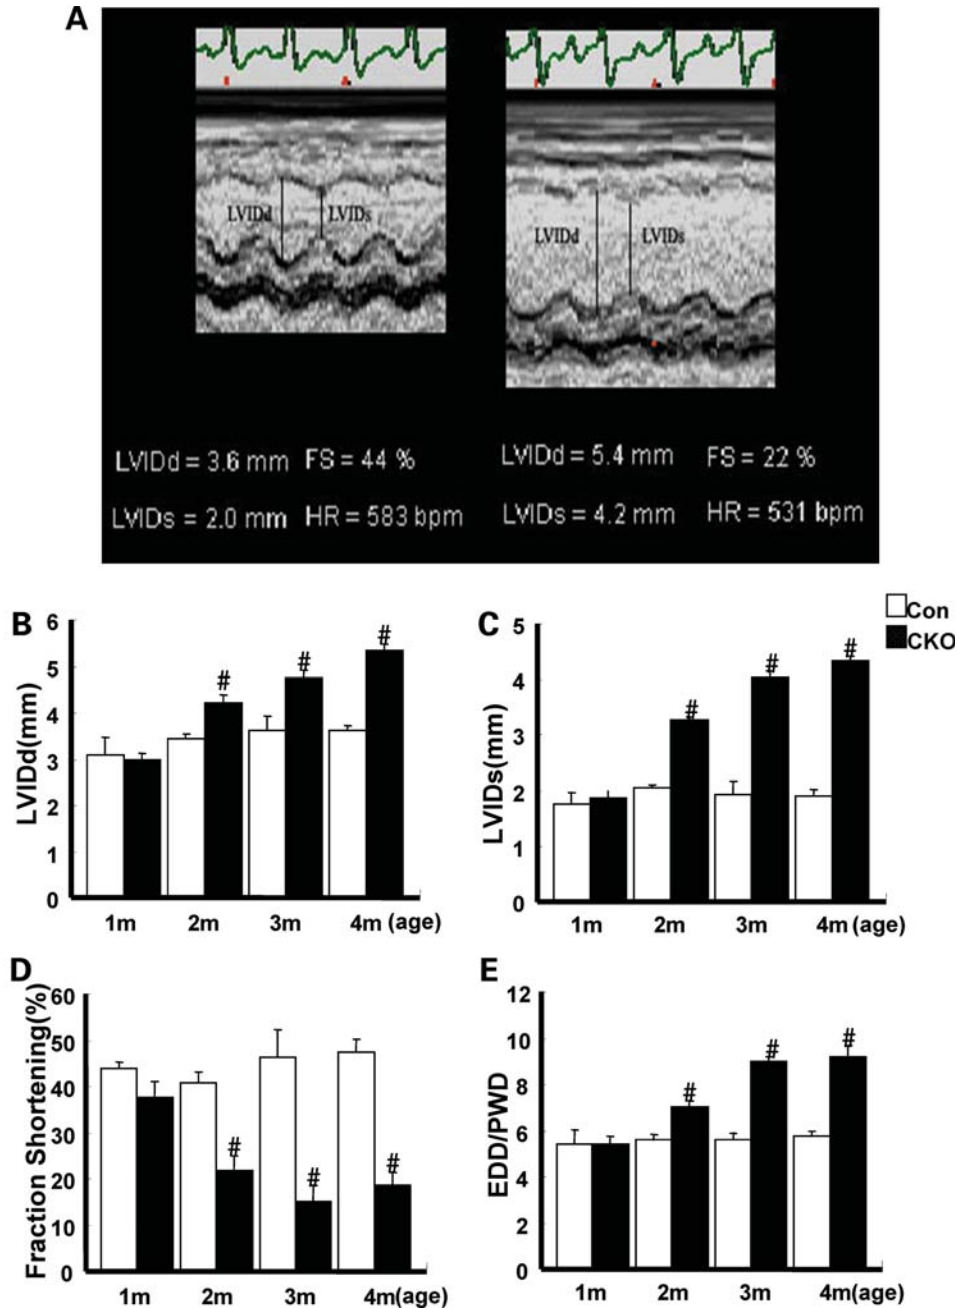 A
LVIDd LVIDs
LVIDd LVIDs
LVIDd = 3.6 mm FS = 44 %
LVIDs = 2.0 mm HR = 583 bpm
LVIDd = 5.4 mm FS = 22 %
LVIDs = 4.2 mm HR = 531 bpm
B
LVIDd(mm)
6
5
4
3
2
1
0
# # #
1m 2m 3m 4m (age)
C
Con
CKO
LVIDs(mm)
5
4
3
2
1
0
# # #
1m 2m 3m 4m (age)
D
Fraction Shortening(%)
60
50
40
30
20
10
0
# # #
1m 2m 3m 4m(age)
E
EDD/PWD
12
10
8
6
4
2
0
# # #
1m 2m 3m 4m(age)